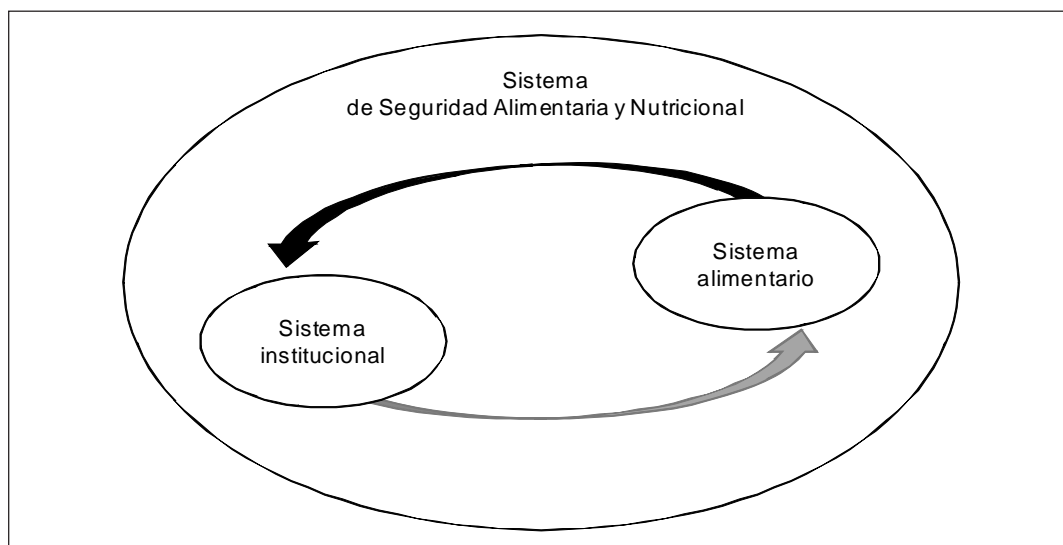 Sistema
de Seguridad Alimentaria y Nutricional
Sistema
alimentario
Sistema
institucional